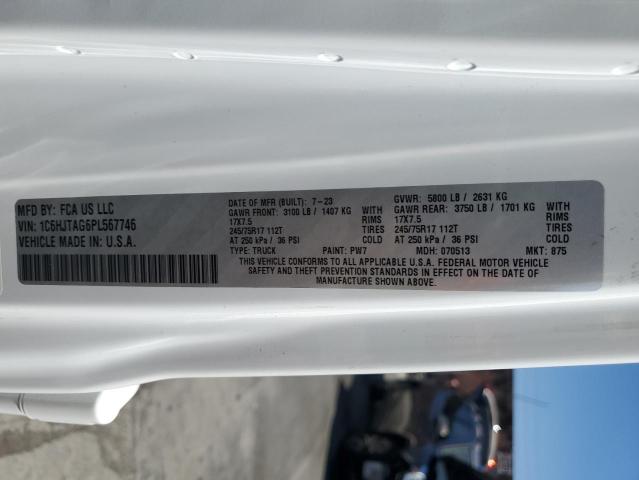 MFD BY: FCA US LLC
VIN: 1C6HJTAG6PL567746
VEHICLE MADE IN U.S.A.
DATE OF MFR (BUILT): 7-23
GAWR FRONT: 3100 LB / 1407 KG WITH
17X7.5 RIMS
245/75R17 112T TIRES
AT 250 kPa / 36 PSI COLD
TYPE: TRUCK PAINT: PW7
GVWR: 5800 LB / 2631 KG
GAWR REAR: 3750 LB / 1701 KG WITH
17X7.5 RIMS
245/75R17 112T TIRES
AT 250 kPa / 36 PSI COLD
MDH: 070513 MKT: 875
THIS VEHICLE CONFORMS TO ALL APPLICABLE U.S.A. FEDERAL MOTOR VEHICLE
SAFETY AND THEFT PREVENTION STANDARDS IN EFFECT ON THE DATE OF
MANUFACTURE SHOWN ABOVE.